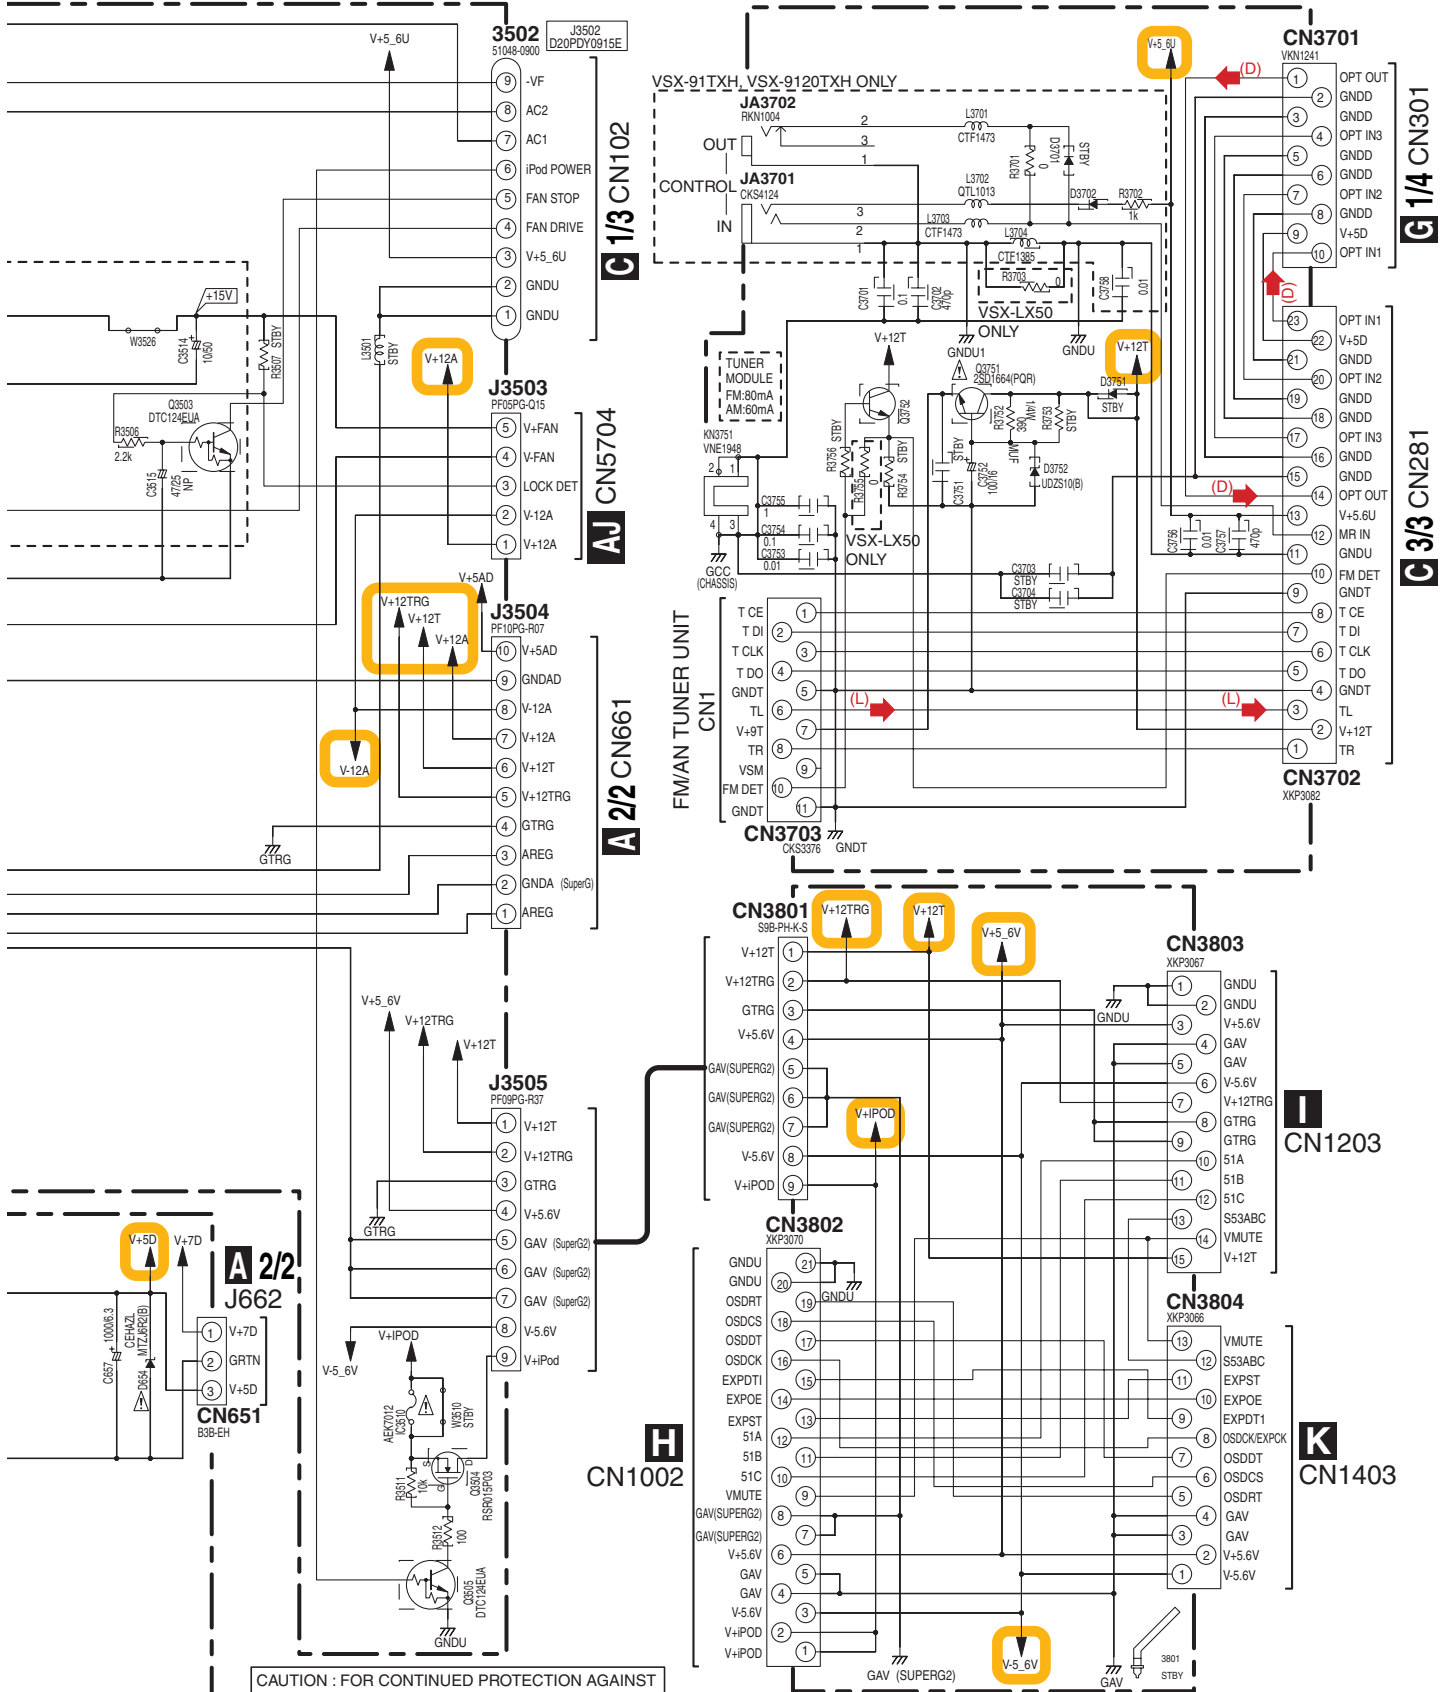 3502
51048-0900
J3502
D20PDY0915E
V+5_6U
9 -VF
8 AC2
7 AC1
6 iPod POWER
5 FAN STOP
4 FAN DRIVE
3 V+5_6U
2 GNDU
1 GNDU
C 1/3 CN102
+15V
W3526
C3514
10/50
R3507 STBY
L3501
STBY
V+12A
Q3503
DTC124EUA
R3506
2.2k
C3515
47/25
NP
J3503
PF05PG-Q15
5 V+FAN
4 V-FAN
3 LOCK DET
2 V-12A
1 V+12A
AJ CN5704
V+5AD
V+12TRG
V+12T
V+12A
V-12A
J3504
PF10PG-R07
10 V+5AD
9 GNDAD
8 V-12A
7 V+12A
6 V+12T
5 V+12TRG
4 GTRG
3 AREG
2 GNDA (SuperG)
1 AREG
GTRG
A 2/2 CN661
V+5_6V
V+12TRG
V+12T
J3505
PF09PG-R37
1 V+12T
2 V+12TRG
3 GTRG
4 V+5.6V
5 GAV (SuperG2)
6 GAV (SuperG2)
7 GAV (SuperG2)
8 V-5.6V
9 V+iPod
GTRG
V-5_6V
V+IPOD
AEK7012
IC3510
W3510
STBY
R3511
10k
S
D
G
Q3504
RSR015P03
R3512
100
Q3505
DTC124EUA
GNDU
V+5D
V+7D
A 2/2
J662
1 V+7D
2 GRTN
3 V+5D
CN651
B3B-EH
C657
1000/6.3
CEHAZL
D654
MTZJ6R2(B)
CAUTION : FOR CONTINUED PROTECTION AGAINST
VSX-91TXH, VSX-9120TXH ONLY
JA3702
RKN1004
OUT
CONTROL
JA3701
CKS4124
IN
2
3
1
3
2
1
L3701
CTF1473
R3701
0
D3701
STBY
L3702
QTL1013
L3703
CTF1473
D3702
R3702
1k
L3704
CTF1385
R3703
0
VSX-LX50
ONLY
C3758
0.01
C3701
0.1
C3702
470p
V+5_6U
V+12T
GNDU1
GNDU
V+12T
TUNER
MODULE
FM:80mA
AM:60mA
KN3751
VNE1948
2
1
4
3
GCC
(CHASSIS)
Q3752
Q3751
2SD1664(PQR)
R3752
390
1/4W
R3753
STBY
D3751
STBY
R3756
STBY
R3755
0
R3754
STBY
C3751
STBY
C3752
100/16
MUF
D3752
UDZS10(B)
VSX-LX50
ONLY
C3755
1
C3754
0.1
C3753
0.01
C3703
STBY
C3704
STBY
C3756
0.01
C3757
470p
(D)
(D)
(D)
(L)
(L)
CN3701
VKN1241
1 OPT OUT
2 GNDD
3 GNDD
4 OPT IN3
5 GNDD
6 GNDD
7 OPT IN2
8 GNDD
9 V+5D
10 OPT IN1
G 1/4 CN301
23 OPT IN1
22 V+5D
21 GNDD
20 OPT IN2
19 GNDD
18 GNDD
17 OPT IN3
16 GNDD
15 GNDD
14 OPT OUT
13 V+5.6U
12 MR IN
11 GNDU
10 FM DET
9 GNDT
8 T CE
7 T DI
6 T CLK
5 T DO
4 GNDT
3 TL
2 V+12T
1 TR
CN3702
XKP3082
C 3/3 CN281
FM/AN TUNER UNIT
CN1
T CE 1
T DI 2
T CLK 3
T DO 4
GNDT 5
TL 6
V+9T 7
TR 8
VSM 9
FM DET 10
GNDT 11
CN3703
CKS3376
GNDT
CN3801
S9B-PH-K-S
V+12T 1
V+12TRG 2
GTRG 3
V+5.6V 4
GAV(SUPERG2) 5
GAV(SUPERG2) 6
GAV(SUPERG2) 7
V-5.6V 8
V+iPOD 9
V+12TRG
V+12T
V+5_6V
V+IPOD
CN3803
XKP3067
1 GNDU
2 GNDU
3 V+5.6V
4 GAV
5 GAV
6 V-5.6V
7 V+12TRG
8 GTRG
9 GTRG
10 51A
11 51B
12 51C
13 S53ABC
14 VMUTE
15 V+12T
GNDU
I
CN1203
CN3802
XKP3070
GNDU 21
GNDU 20
OSDRT 19
OSDCS 18
OSDDT 17
OSDCK 16
EXPDTI 15
EXPOE 14
EXPST 13
51A 12
51B 11
51C 10
VMUTE 9
GAV(SUPERG2) 8
GAV(SUPERG2) 7
V+5.6V 6
GAV 5
GAV 4
V-5.6V 3
V+iPOD 2
V+iPOD 1
GNDU
H
CN1002
CN3804
XKP3066
13 VMUTE
12 S53ABC
11 EXPST
10 EXPOE
9 EXPDT1
8 OSDCK/EXPCK
7 OSDDT
6 OSDCS
5 OSDRT
4 GAV
3 GAV
2 V+5.6V
1 V-5.6V
K
CN1403
GAV (SUPERG2)
V-5_6V
GAV
3801
STBY